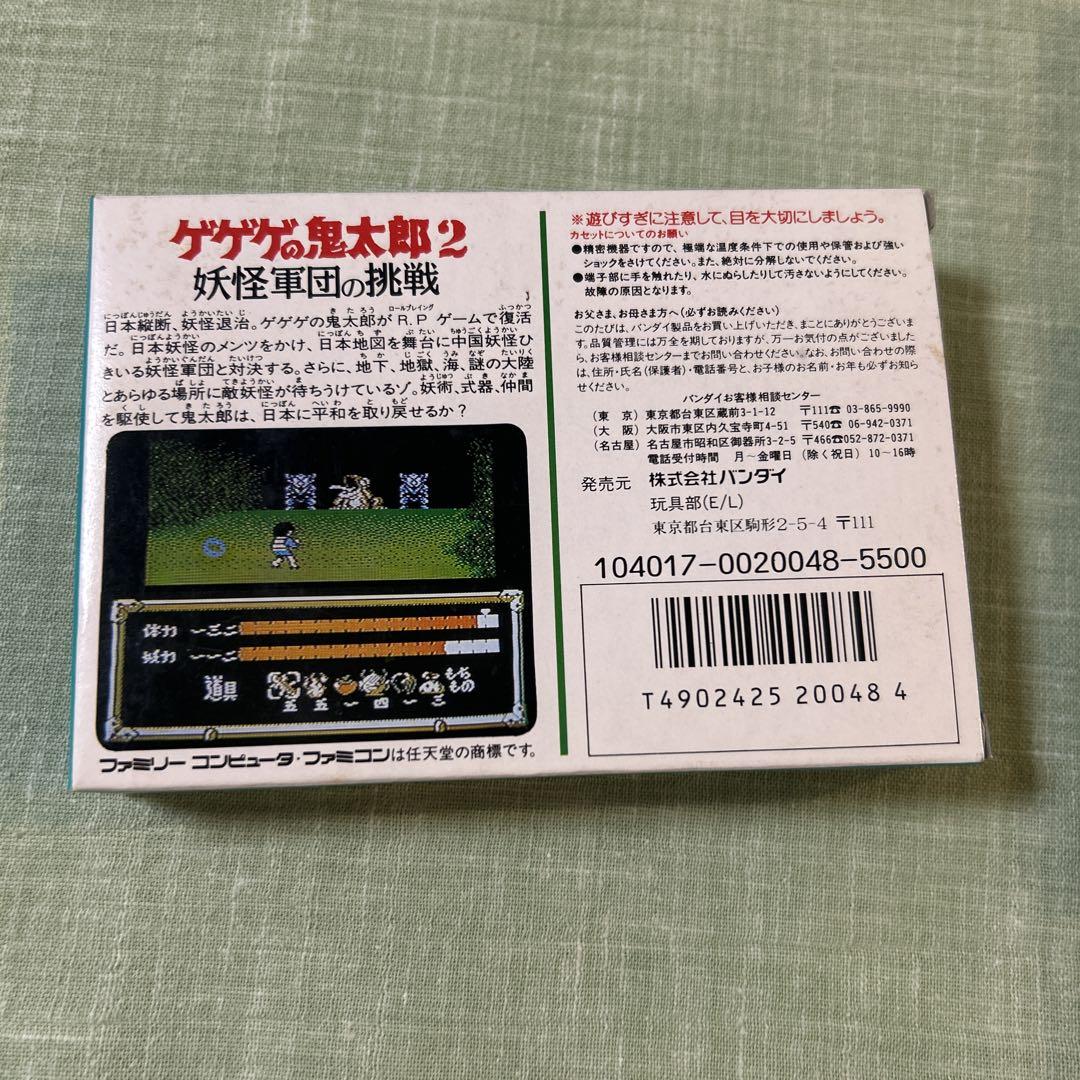 ゲゲゲの鬼太郎2
妖怪軍団の挑戦
日本縦断、妖怪退治。ゲゲゲの鬼太郎がR.Pゲームで復活
だ。日本妖怪のメンツをかけ、日本地図を舞台に中国妖怪ひ
きいる妖怪軍団と対決する。さらに、地下、地獄、海、謎の大陸
とあらゆる場所に敵妖怪が待ちうけているゾ。妖術、武器、仲間
を駆使して鬼太郎は、日本に平和を取り戻せるか?
体力 一三二
妖力 一一二
道具
もち
もの
五 五 一 四 一 三
ファミリーコンピュータ・ファミコンは任天堂の商標です。
※遊びすぎに注意して、目を大切にしましょう。
カセットについてのお願い
●精密機器ですので、極端な温度条件下での使用や保管および強い
ショックをさけてください。また、絶対に分解しないでください。
●端子部に手を触れたり、水にぬらしたりして汚さないようにしてください。
故障の原因となります。
お父さま、お母さま方へ(必ずお読みください)
このたびは、バンダイ製品をお買い上げいただき、まことにありがとうございま
す。品質管理には万全を期しておりますが、万一お気付の点がございました
ら、お客様相談センターまでお問い合わせください。なお、お問い合わせの際
は、住所・氏名(保護者)・電話番号と、お子様のお名前・お年も必ずお知ら
せください。
バンダイお客様相談センター
(東 京) 東京都台東区蔵前3-1-12 〒111☎03-865-9990
(大 阪) 大阪市東区内久宝寺町4-51 〒540☎06-942-0371
(名古屋) 名古屋市昭和区御器所3-2-5 〒466☎052-872-0371
電話受付時間 月〜金曜日(除く祝日)10〜16時
発売元 株式会社バンダイ
玩具部(E/L)
東京都台東区駒形2-5-4 〒111
104017-0020048-5500
T4902425 20048 4